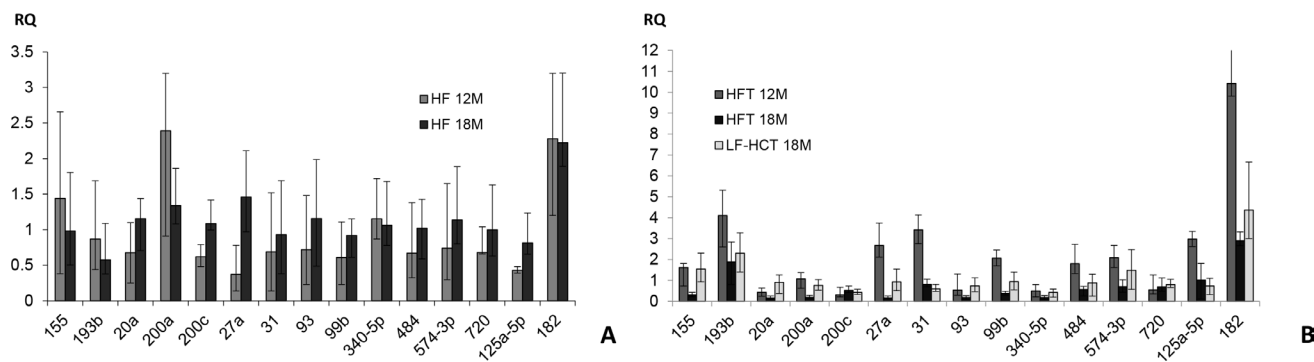 RQ
3.5
3
2.5
2
1.5
1
0.5
0
HF 12M
HF 18M
155
193b
20a
200a
200c
27a
31
93
99b
340-5p
484
574-3p
720
125a-5p
182
A
RQ
12
11
10
9
8
7
6
5
4
3
2
1
0
HFT 12M
HFT 18M
LF-HCT 18M
155
193b
20a
200a
200c
27a
31
93
99b
340-5p
484
574-3p
720
125a-5p
182
B